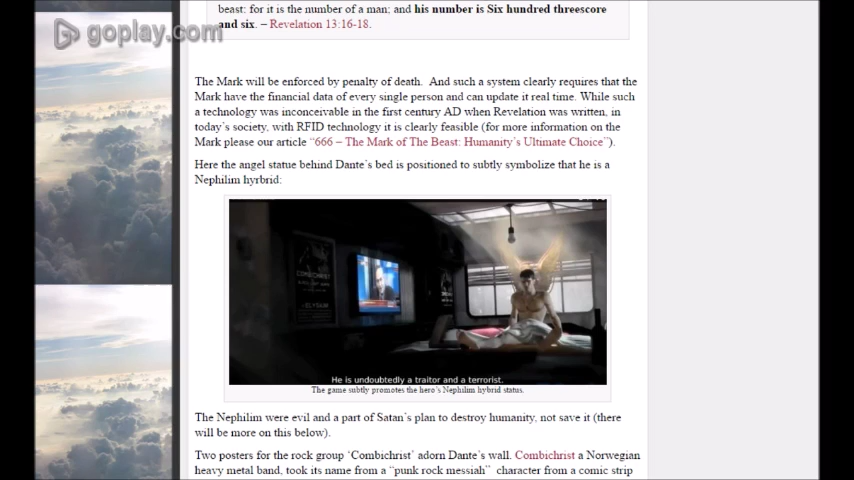 beast: for it is the number of a man; and his number is Six hundred threescore
and six. – Revelation 13:16-18.
goplay.com
The Mark will be enforced by penalty of death.  And such a system clearly requires that the
Mark have the financial data of every single person and can update it real time. While such
a technology was inconceivable in the first century AD when Revelation was written, in
today's society, with RFID technology it is clearly feasible (for more information on the
Mark please our article "666 – The Mark of The Beast: Humanity's Ultimate Choice").
Here the angel statue behind Dante's bed is positioned to subtly symbolize that he is a
Nephilim hyrbrid:
COMBICHRIST
ELYSIUM
He is undoubtedly a traitor and a terrorist.
The game subtly promotes the hero's Nephilim hybrid status.
The Nephilim were evil and a part of Satan's plan to destroy humanity, not save it (there
will be more on this below).
Two posters for the rock group 'Combichrist' adorn Dante's wall. Combichrist a Norwegian
heavy metal band, took its name from a "punk rock messiah"  character from a comic strip